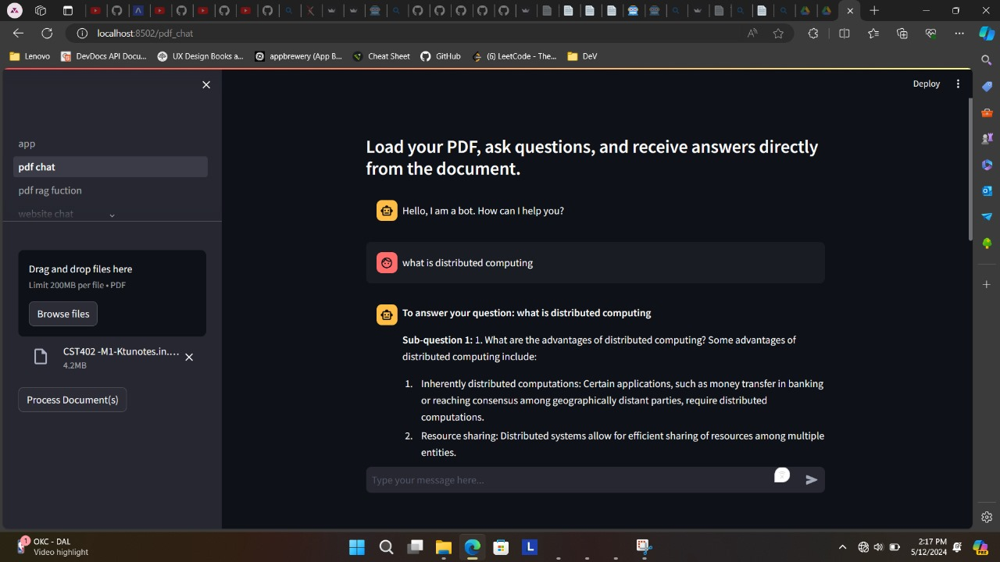 localhost:8502/pdf_chat
Lenovo
DevDocs API Docu...
UX Design Books a...
appbrewery (App B...
Cheat Sheet
GitHub
(6) LeetCode - The...
DeV
Deploy
app
pdf chat
pdf rag fuction
website chat
Drag and drop files here
Limit 200MB per file • PDF
Browse files
CST402 -M1-Ktunotes.in....
4.2MB
Process Document(s)
Load your PDF, ask questions, and receive answers directly
from the document.
Hello, I am a bot. How can I help you?
what is distributed computing
To answer your question: what is distributed computing
Sub-question 1: 1. What are the advantages of distributed computing? Some advantages of
distributed computing include:
1. Inherently distributed computations: Certain applications, such as money transfer in banking
or reaching consensus among geographically distant parties, require distributed
computations.
2. Resource sharing: Distributed systems allow for efficient sharing of resources among multiple
entities.
Type your message here...
1
OKC - DAL
Video highlight
L
2:17 PM
5/12/2024
PRE